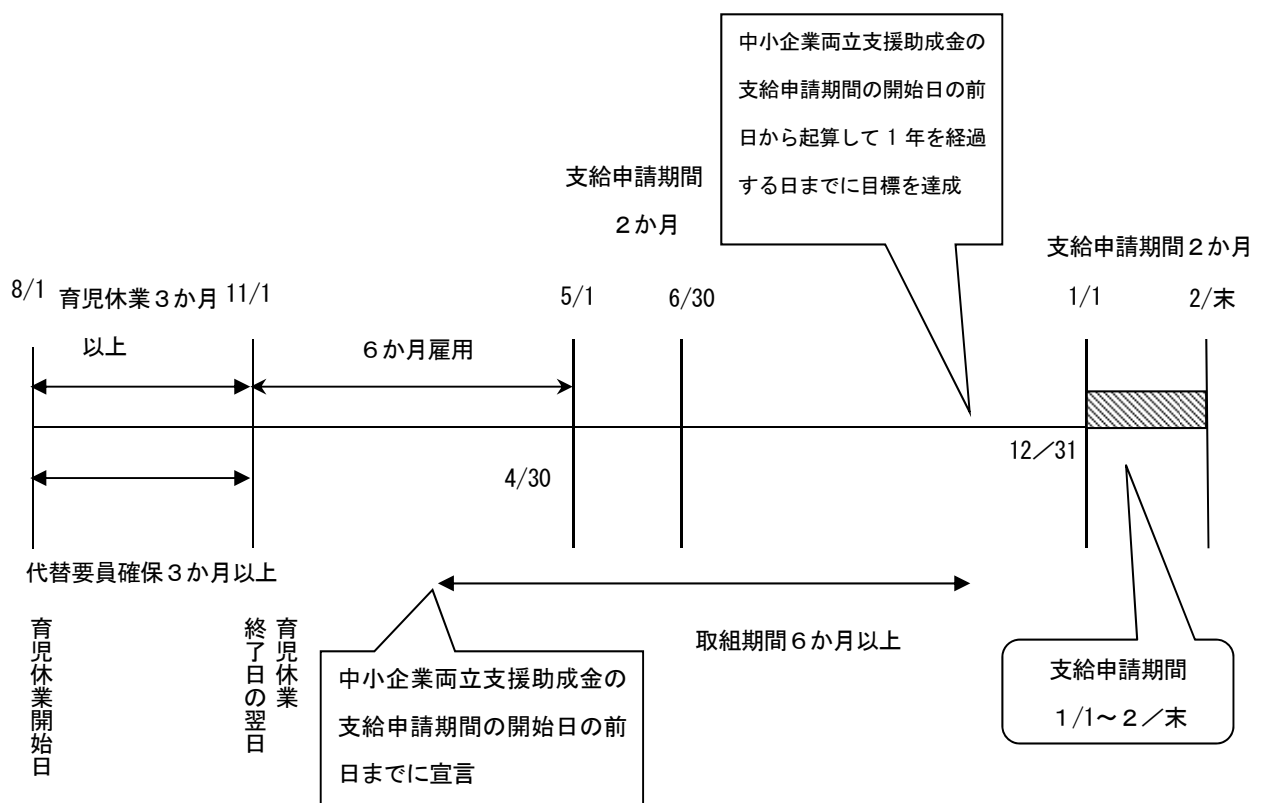 中小企業両立支援助成金の
支給申請期間の開始日の前
日から起算して1年を経過
する日までに目標を達成
支給申請期間
２か月
支給申請期間２か月
8/1
育児休業３か月
以上
11/1
６か月雇用
5/1
6/30
1/1
2/末
4/30
12／31
代替要員確保３か月以上
育児休業開始日
育児休業
終了日の翌日
中小企業両立支援助成金の
支給申請期間の開始日の前
日までに宣言
取組期間６か月以上
支給申請期間
１/1～２／末